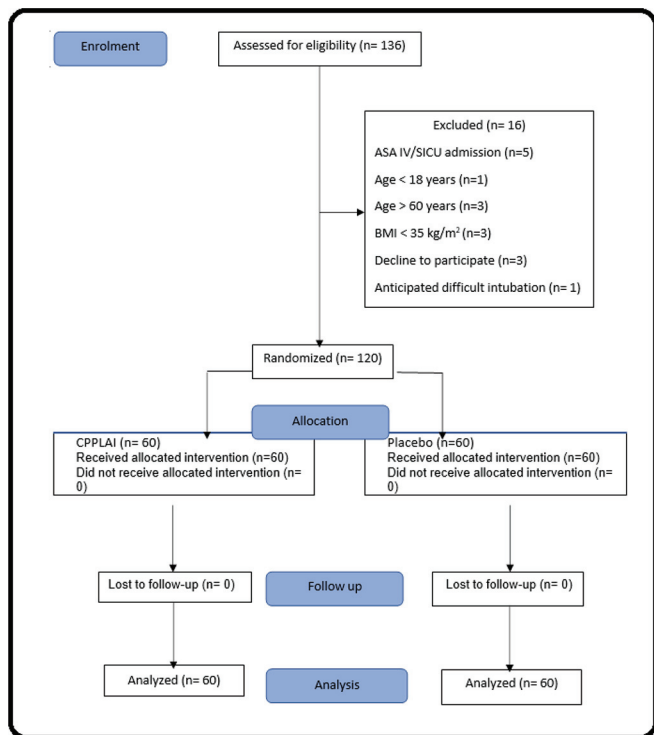 Enrolment
Assessed for eligibility (n= 136)
Excluded (n= 16)
ASA IV/SICU admission (n=5)
Age < 18 years (n=1)
Age > 60 years (n=3)
BMI < 35 kg/m² (n=3)
Decline to participate (n=3)
Anticipated difficult intubation (n= 1)
Randomized (n= 120)
Allocation
CPPLAI (n= 60)
Received allocated intervention (n=60)
Did not receive allocated intervention (n=
0)
Placebo (n=60)
Received allocated intervention (n=60)
Did not receive allocated intervention (n=
0)
Lost to follow-up (n= 0)
Follow up
Lost to follow-up (n= 0)
Analyzed (n= 60)
Analysis
Analyzed (n= 60)